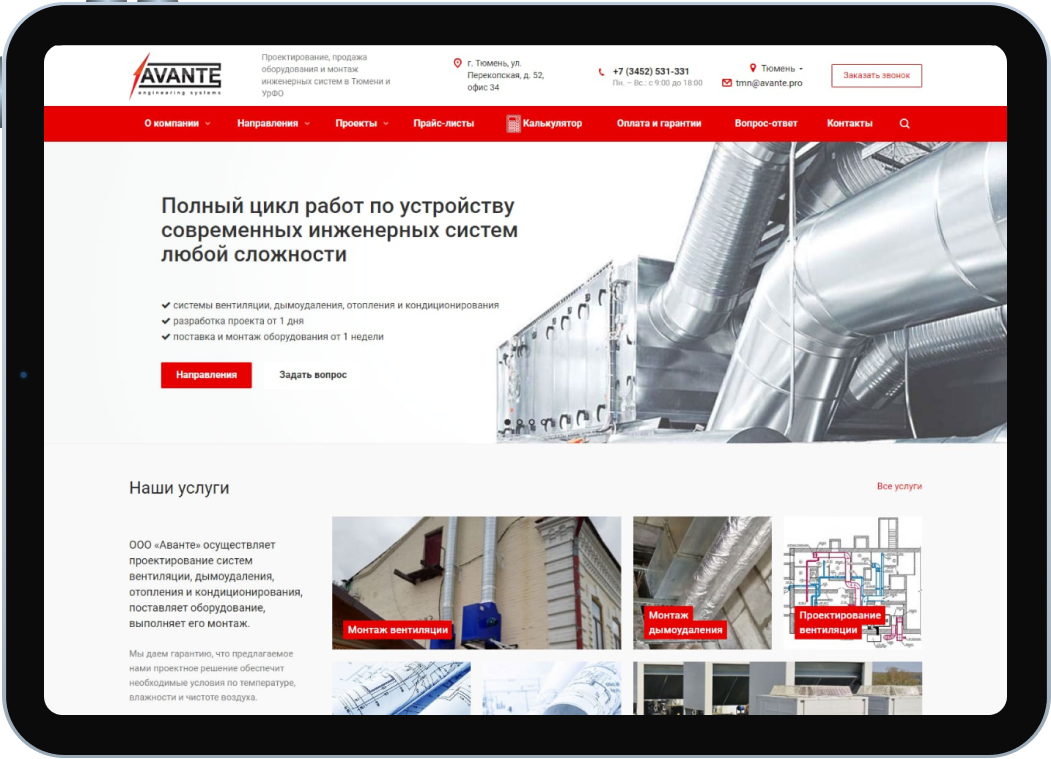 AVANTE
engineering systems
Проектирование, продажа
оборудования и монтаж
инженерных систем в Тюмени и
УрФО
г. Тюмень, ул.
Перекопская, д. 52,
офис 34
+7 (3452) 531-331
Пн. – Вс.: с 9:00 до 18:00
Тюмень
tmn@avante.pro
Заказать звонок
О компании
Направления
Проекты
Прайс-листы
Калькулятор
Оплата и гарантии
Вопрос-ответ
Контакты
Полный цикл работ по устройству
современных инженерных систем
любой сложности
системы вентиляции, дымоудаления, отопления и кондиционирования
разработка проекта от 1 дня
поставка и монтаж оборудования от 1 недели
Направления
Задать вопрос
Наши услуги
Все услуги
ООО «Аванте» осуществляет
проектирование систем
вентиляции, дымоудаления,
отопления и кондиционирования,
поставляет оборудование,
выполняет его монтаж.
Мы даем гарантию, что предлагаемое
нами проектное решение обеспечит
необходимые условия по температуре,
влажности и чистоте воздуха.
Монтаж вентиляции
Монтаж
дымоудаления
Проектирование
вентиляции